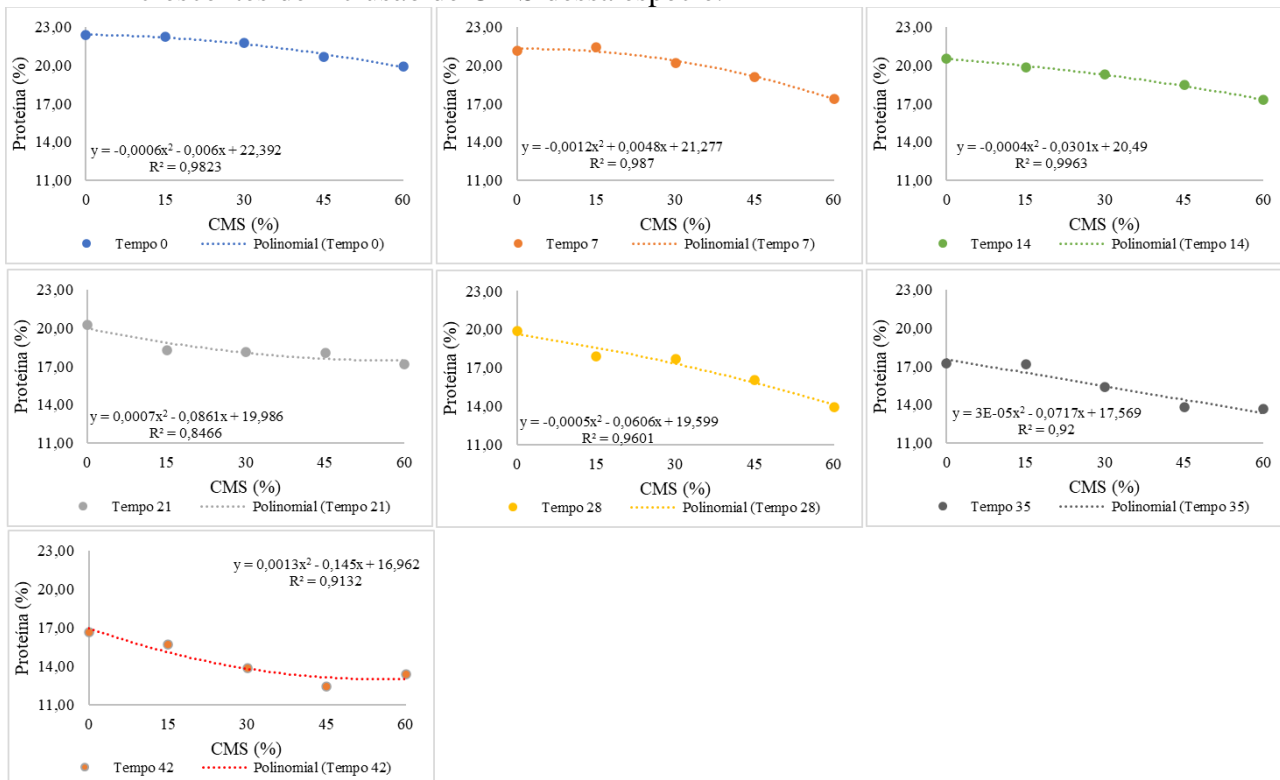 crescentes de inclusão de CMS dessa espécie.
Proteína (%)
23,00
20,00
17,00
14,00
11,00
y = -0,0006x² - 0,006x + 22,392
R² = 0,9823
0 15 30 45 60
CMS (%)
Tempo 0 Polinomial (Tempo 0)
Proteína (%)
23,00
20,00
17,00
14,00
11,00
y = -0,0012x² + 0,0048x + 21,277
R² = 0,987
0 15 30 45 60
CMS (%)
Tempo 7 Polinomial (Tempo 7)
Proteína (%)
23,00
20,00
17,00
14,00
11,00
y = -0,0004x² - 0,0301x + 20,49
R² = 0,9963
0 15 30 45 60
CMS (%)
Tempo 14 Polinomial (Tempo 14)
Proteína (%)
23,00
20,00
17,00
14,00
11,00
y = 0,0007x² - 0,0861x + 19,986
R² = 0,8466
0 15 30 45 60
CMS (%)
Tempo 21 Polinomial (Tempo 21)
Proteína (%)
23,00
20,00
17,00
14,00
11,00
y = -0,0005x² - 0,0606x + 19,599
R² = 0,9601
0 15 30 45 60
CMS (%)
Tempo 28 Polinomial (Tempo 28)
Proteína (%)
23,00
20,00
17,00
14,00
11,00
y = 3E-05x² - 0,0717x + 17,569
R² = 0,92
0 15 30 45 60
CMS (%)
Tempo 35 Polinomial (Tempo 35)
Proteína (%)
23,00
20,00
17,00
14,00
11,00
y = 0,0013x² - 0,145x + 16,962
R² = 0,9132
0 15 30 45 60
CMS (%)
Tempo 42 Polinomial (Tempo 42)